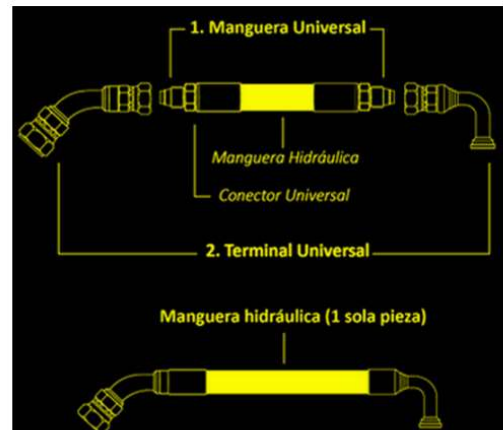 1. Manguera Universal
Manguera Hidráulica
Conector Universal
2. Terminal Universal
Manguera hidráulica (1 sola pieza)